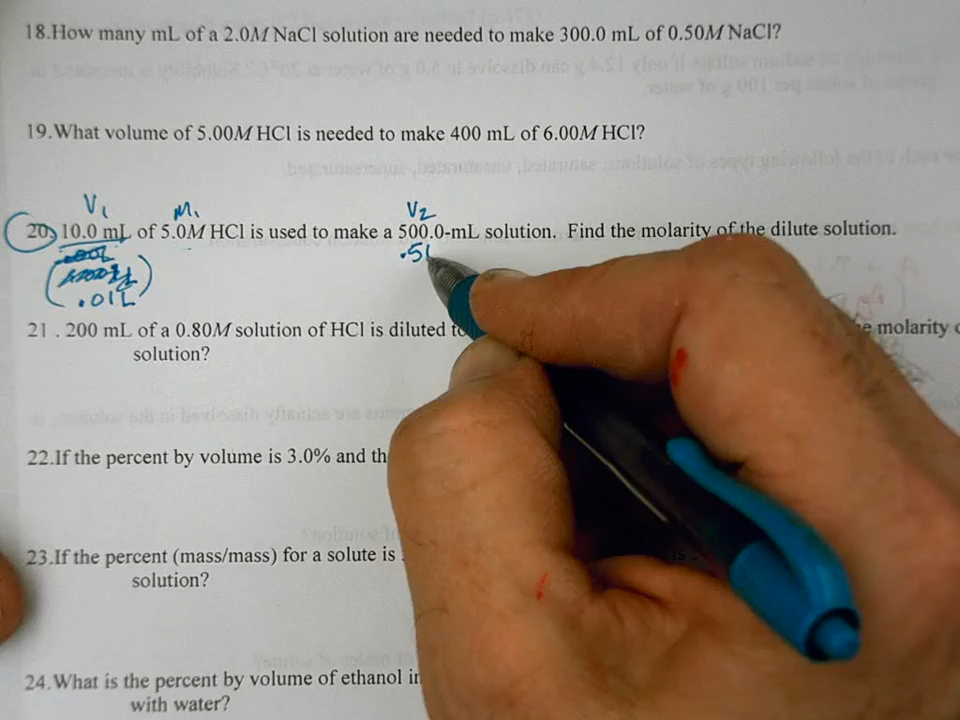 18.How many mL of a 2.0M NaCl solution are needed to make 300.0 mL of 0.50M NaCl?
19.What volume of 5.00M HCl is needed to make 400 mL of 6.00M HCl?
V1 M1 V2
20. 10.0 mL of 5.0M HCl is used to make a 500.0-mL solution. Find the molarity of the dilute solution.
.5L
.01L
21 . 200 mL of a 0.80M solution of HCl is diluted molarity
solution?
22.If the percent by volume is 3.0% and
23.If the percent (mass/mass) for a solute is
solution?
24.What is the percent by volume of ethanol
with water?